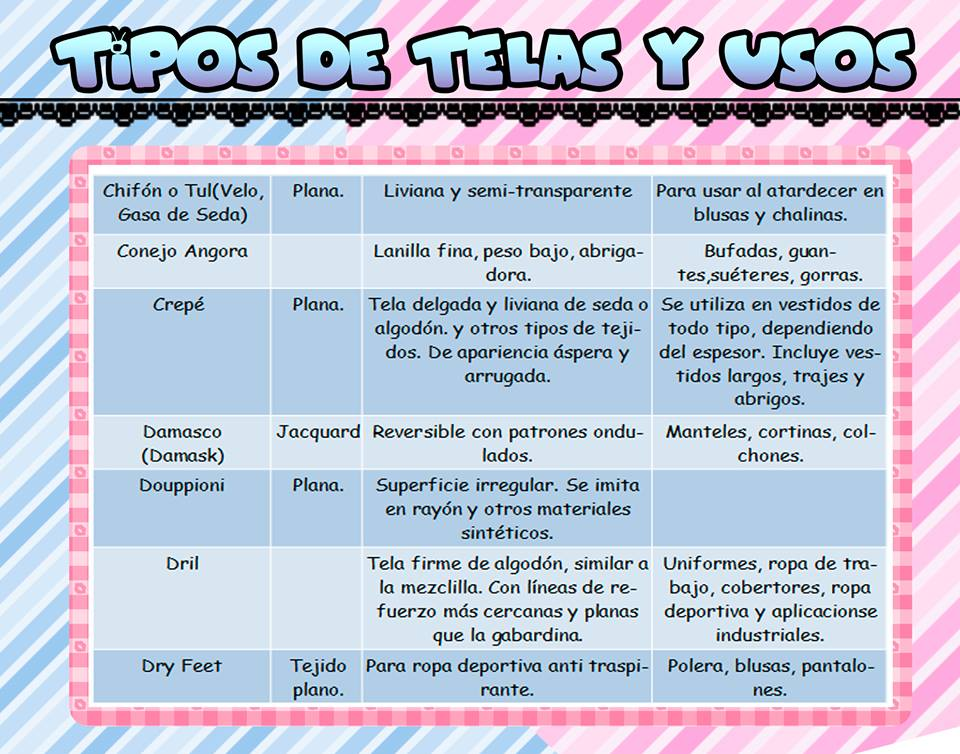 TiPOS DE TELAS Y USOS
Chifón o Tul(Velo, Gasa de Seda) Plana. Liviana y semi-transparente Para usar al atardecer en blusas y chalinas.
Conejo Angora Lanilla fina, peso bajo, abriga-dora. Bufadas, guan-tes,suéteres, gorras.
Crepé Plana. Tela delgada y liviana de seda o algodón. y otros tipos de teji-dos. De apariencia áspera y arrugada. Se utiliza en vestidos de todo tipo, dependiendo del espesor. Incluye ves-tidos largos, trajes y abrigos.
Damasco (Damask) Jacquard Reversible con patrones ondu-lados. Manteles, cortinas, col-chones.
Douppioni Plana. Superficie irregular. Se imita en rayón y otros materiales sintéticos.
Dril Tela firme de algodón, similar a la mezclilla. Con líneas de re-fuerzo más cercanas y planas que la gabardina. Uniformes, ropa de tra-bajo, cobertores, ropa deportiva y aplicacionse industriales.
Dry Feet Tejido plano. Para ropa deportiva anti traspi-rante. Polera, blusas, pantalo-nes.